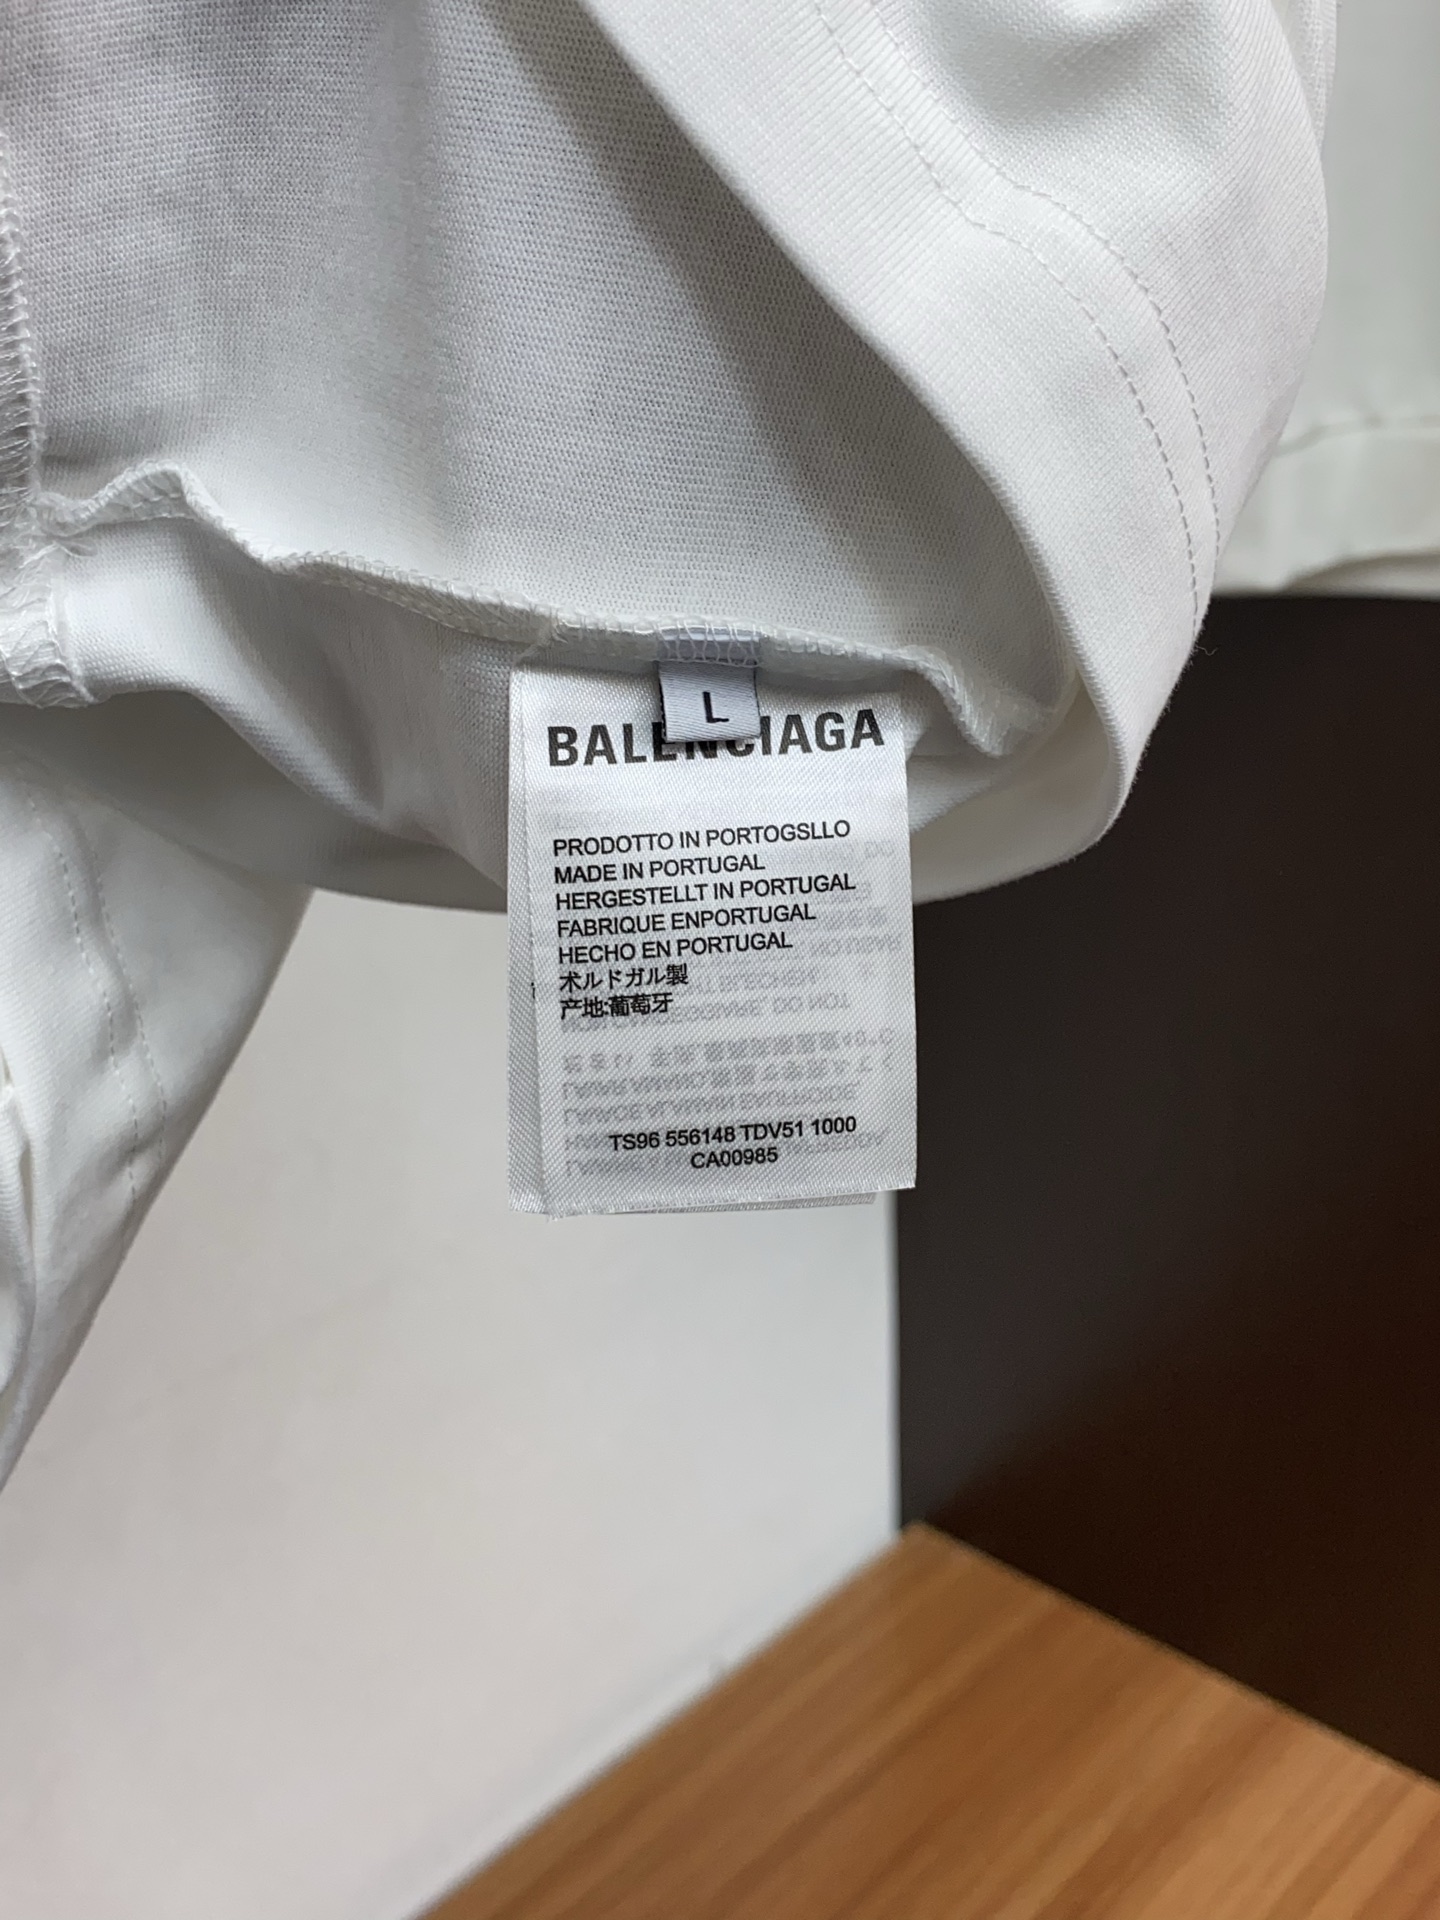 L
BALENCIAGA
PRODOTTO IN PORTOGSLLO
MADE IN PORTUGAL
HERGESTELLT IN PORTUGAL
FABRIQUE ENPORTUGAL
HECHO EN PORTUGAL
术ルドガル製
产地:葡萄牙
TS96 556148 TDV51 1000
CA00985